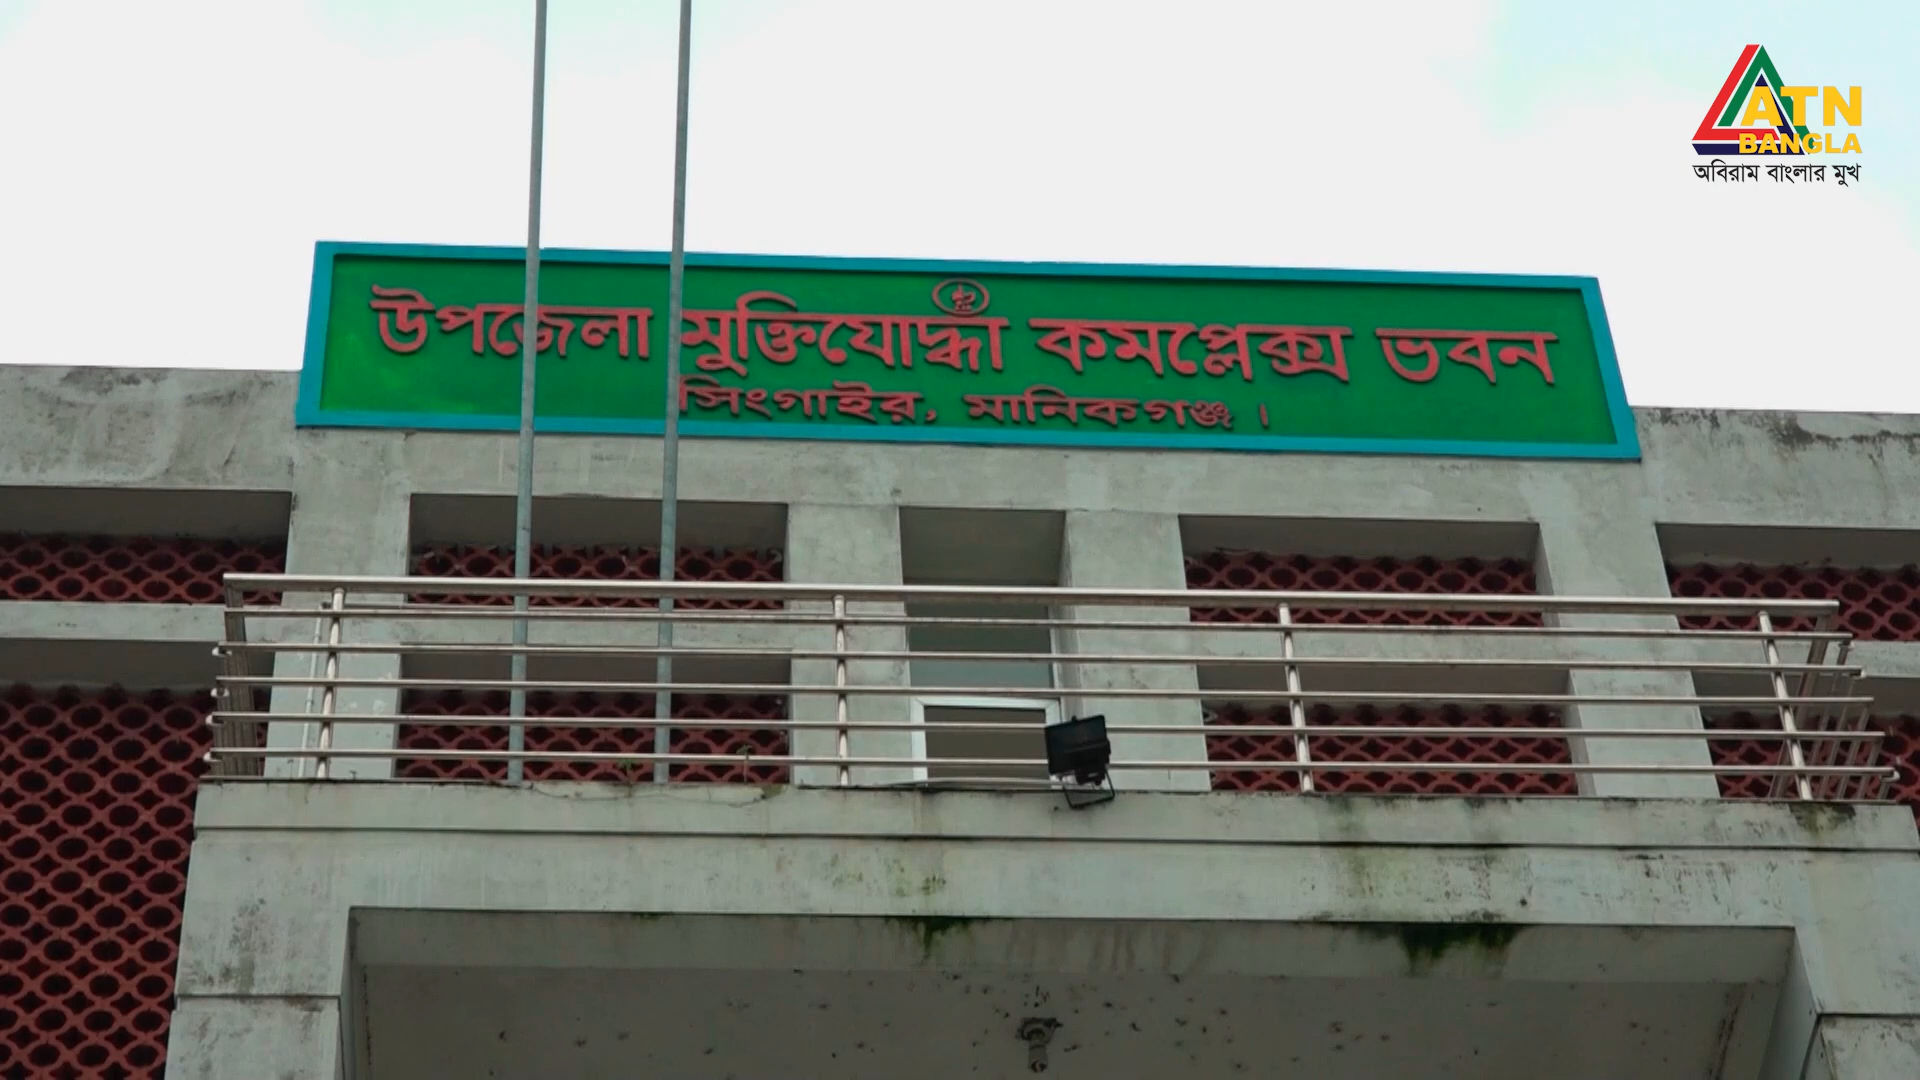 ATN
BANGLA
অবিরাম বাংলার মুখ
উপজেলা মুক্তিযোদ্ধা কমপ্লেক্স ভবন
সিংগাইর, মানিকগঞ্জ ।